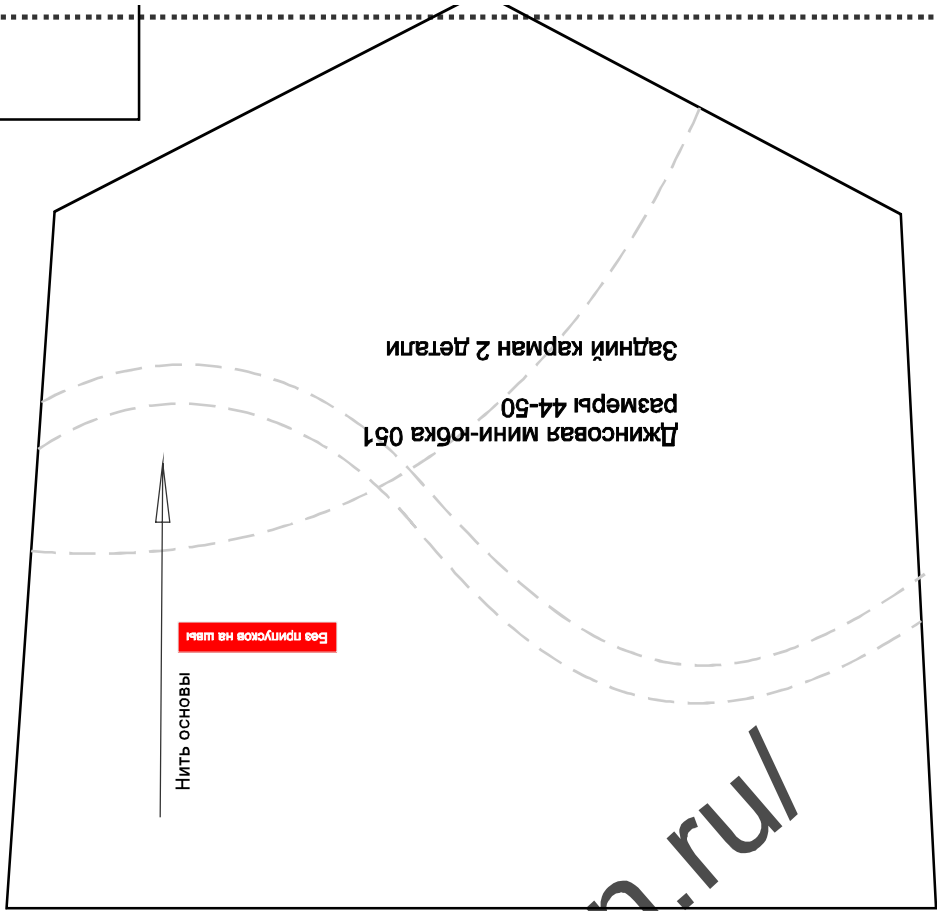 Джинсовая мини-юбка 051
размеры 44-50
Задний карман 2 детали
Без припусков на швы
Нить основы
n.ru/